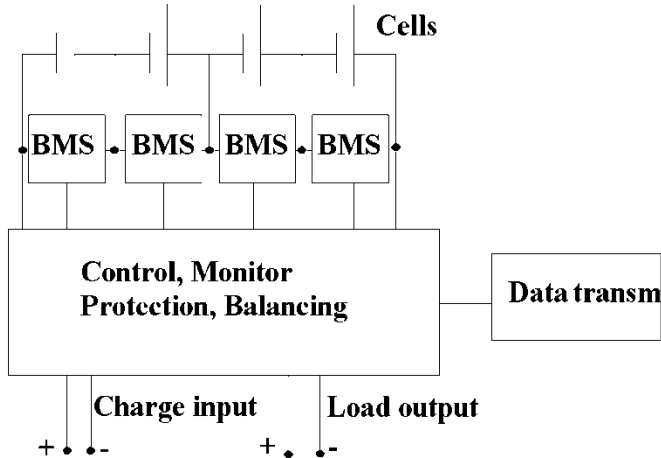 Cells
BMS BMS BMS BMS
Control, Monitor
Protection, Balancing
Data transm
Charge input Load output
+ - + -